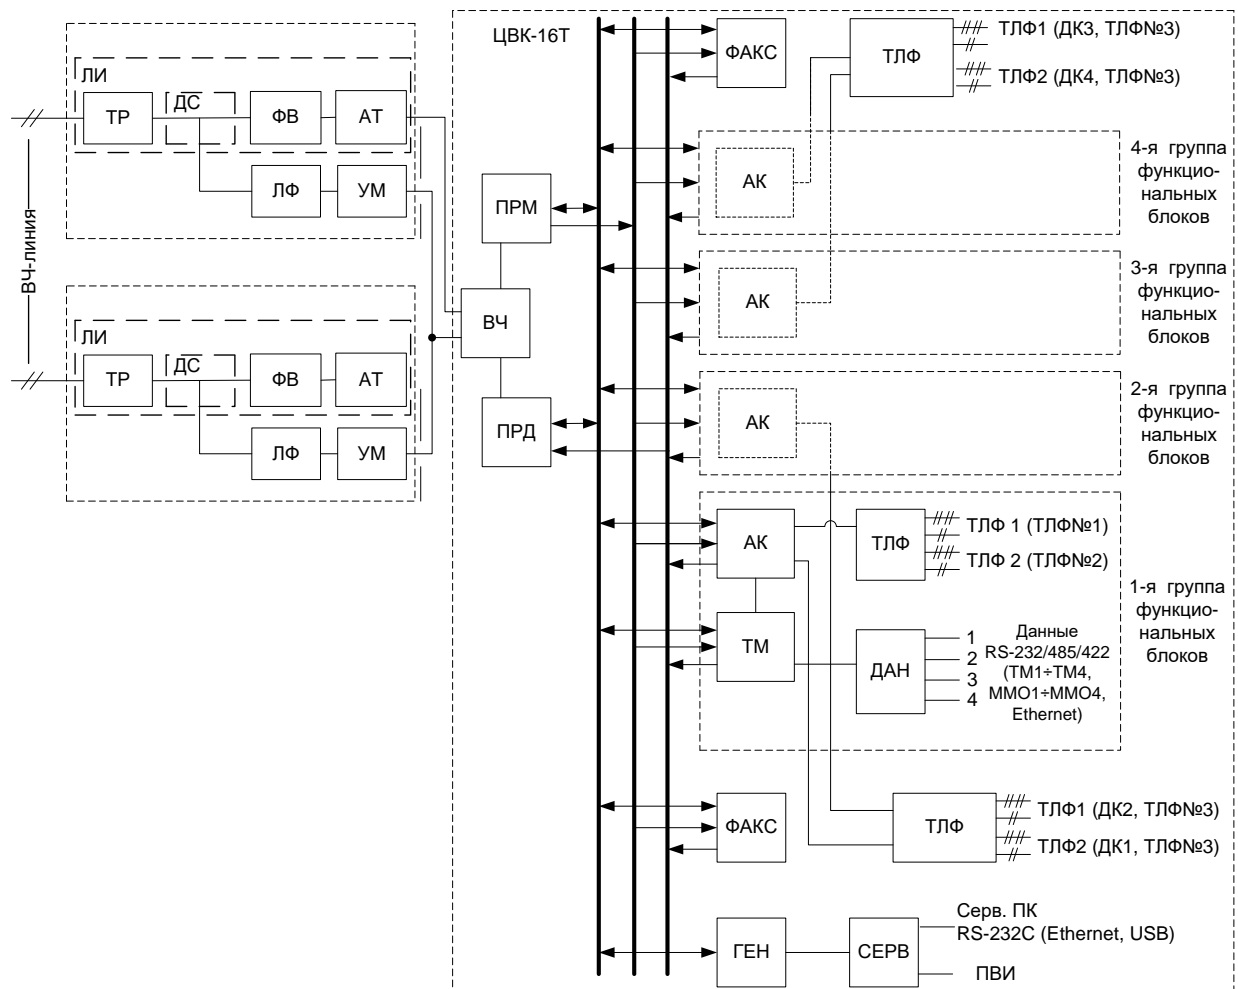 ЦВК-16Т
ВЧ-линия
ЛИ
ТР
ДС
ФВ
АТ
ЛФ
УМ
ЛИ
ТР
ДС
ФВ
АТ
ЛФ
УМ
ПРМ
ВЧ
ПРД
ФАКС
ТЛФ
ТЛФ1 (ДК3, ТЛФ№3)
ТЛФ2 (ДК4, ТЛФ№3)
АК
4-я группа
функцио-
нальных
блоков
АК
3-я группа
функцио-
нальных
блоков
АК
2-я группа
функцио-
нальных
блоков
АК
ТЛФ
ТЛФ 1 (ТЛФ№1)
ТЛФ 2 (ТЛФ№2)
ТМ
ДАН
1
2
3
4
Данные
RS-232/485/422
(ТМ1÷ТМ4,
ММО1÷ММО4,
Ethernet)
1-я группа
функцио-
нальных
блоков
ФАКС
ТЛФ
ТЛФ1 (ДК2, ТЛФ№3)
ТЛФ2 (ДК1, ТЛФ№3)
ГЕН
СЕРВ
Серв. ПК
RS-232C (Ethernet, USB)
ПВИ